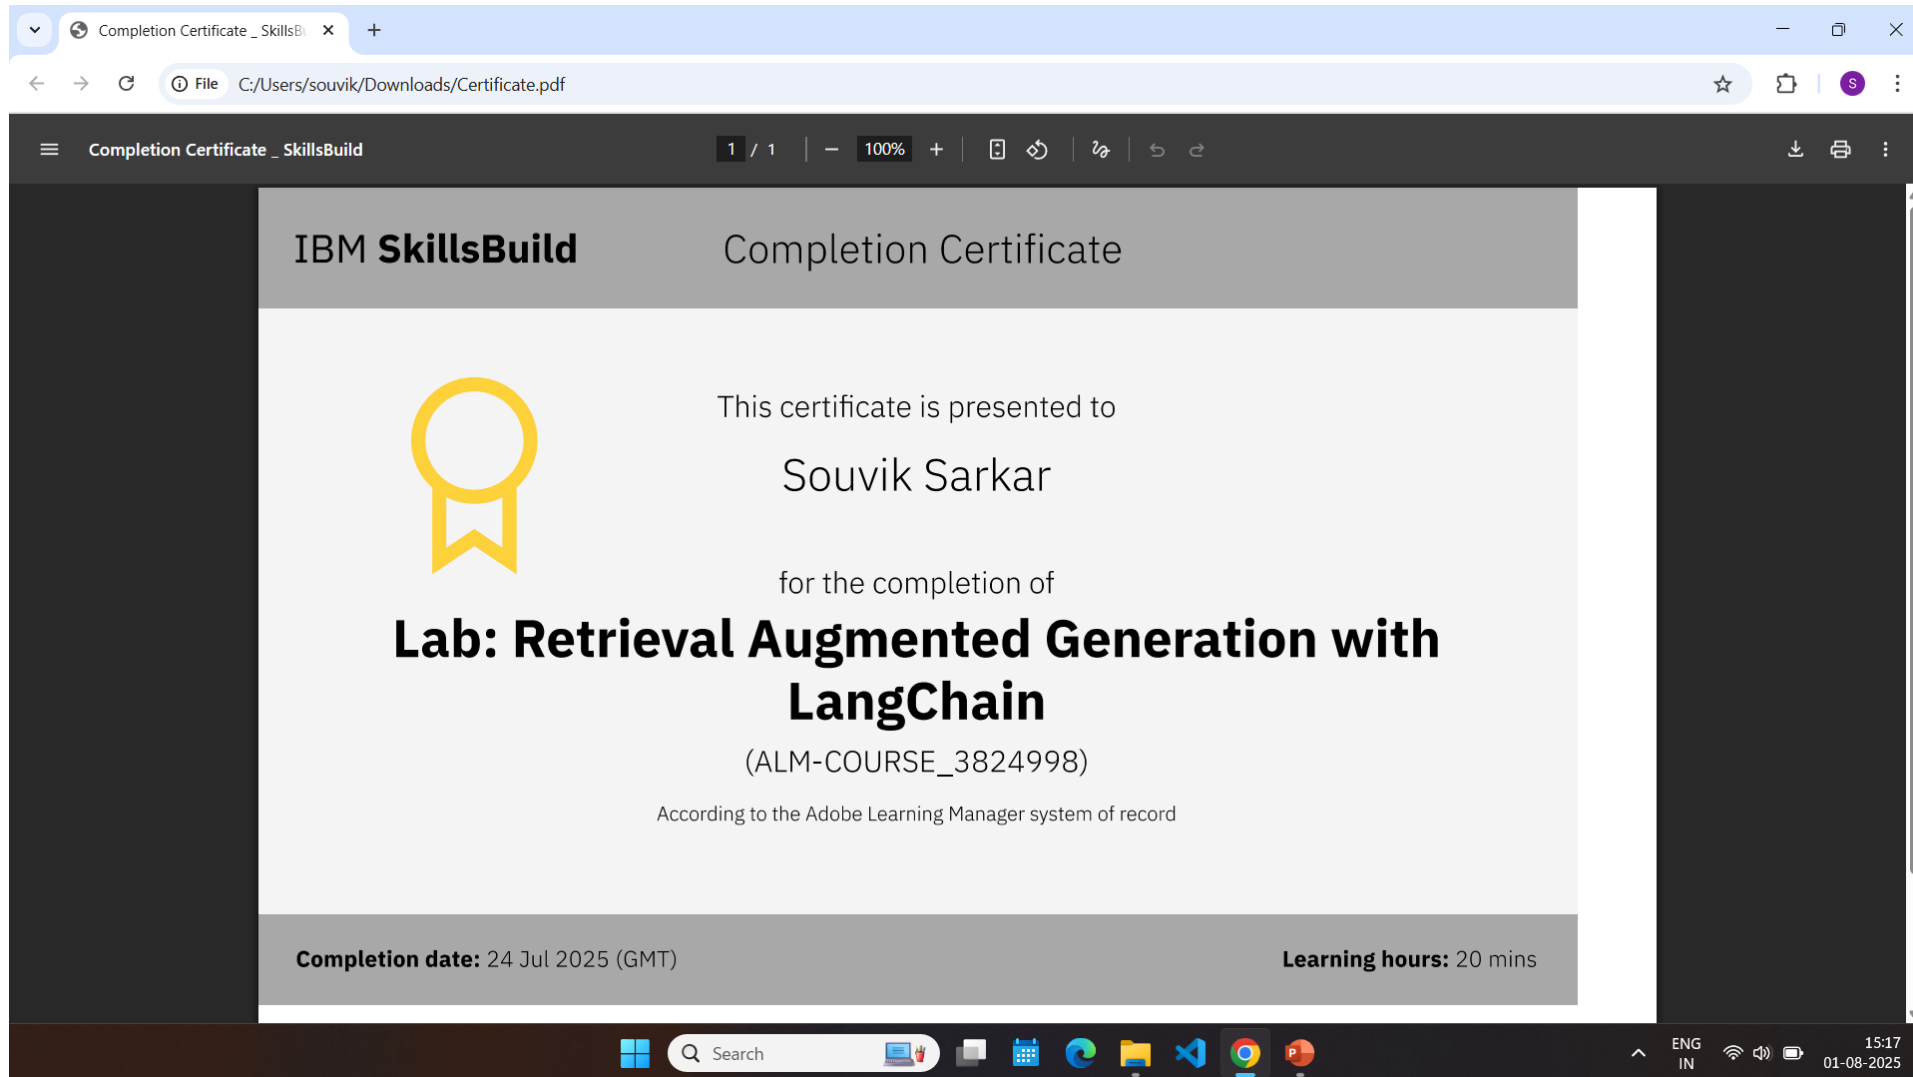 Completion Certificate _ SkillsBu
File
C:/Users/souvik/Downloads/Certificate.pdf
S
Completion Certificate _ SkillsBuild
1 / 1
100%
IBM SkillsBuild
Completion Certificate
This certificate is presented to
Souvik Sarkar
for the completion of
Lab: Retrieval Augmented Generation with
LangChain
(ALM-COURSE_3824998)
According to the Adobe Learning Manager system of record
Completion date: 24 Jul 2025 (GMT)
Learning hours: 20 mins
Search
P
ENG
IN
15:17
01-08-2025